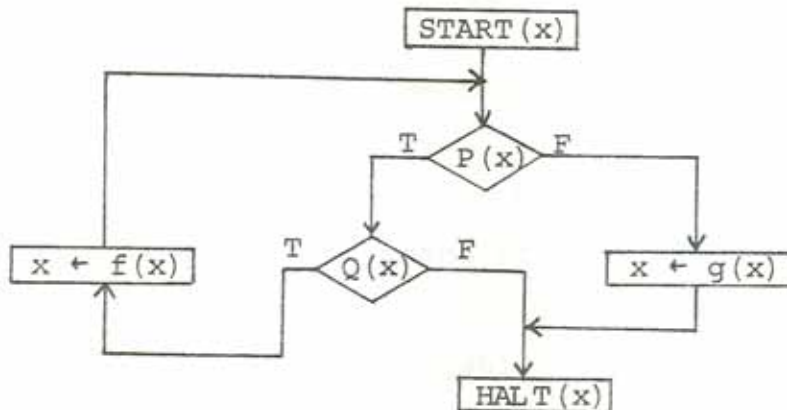 START(x)
T P(x) F
T Q(x) F
x ← f(x)
x ← g(x)
HALT(x)